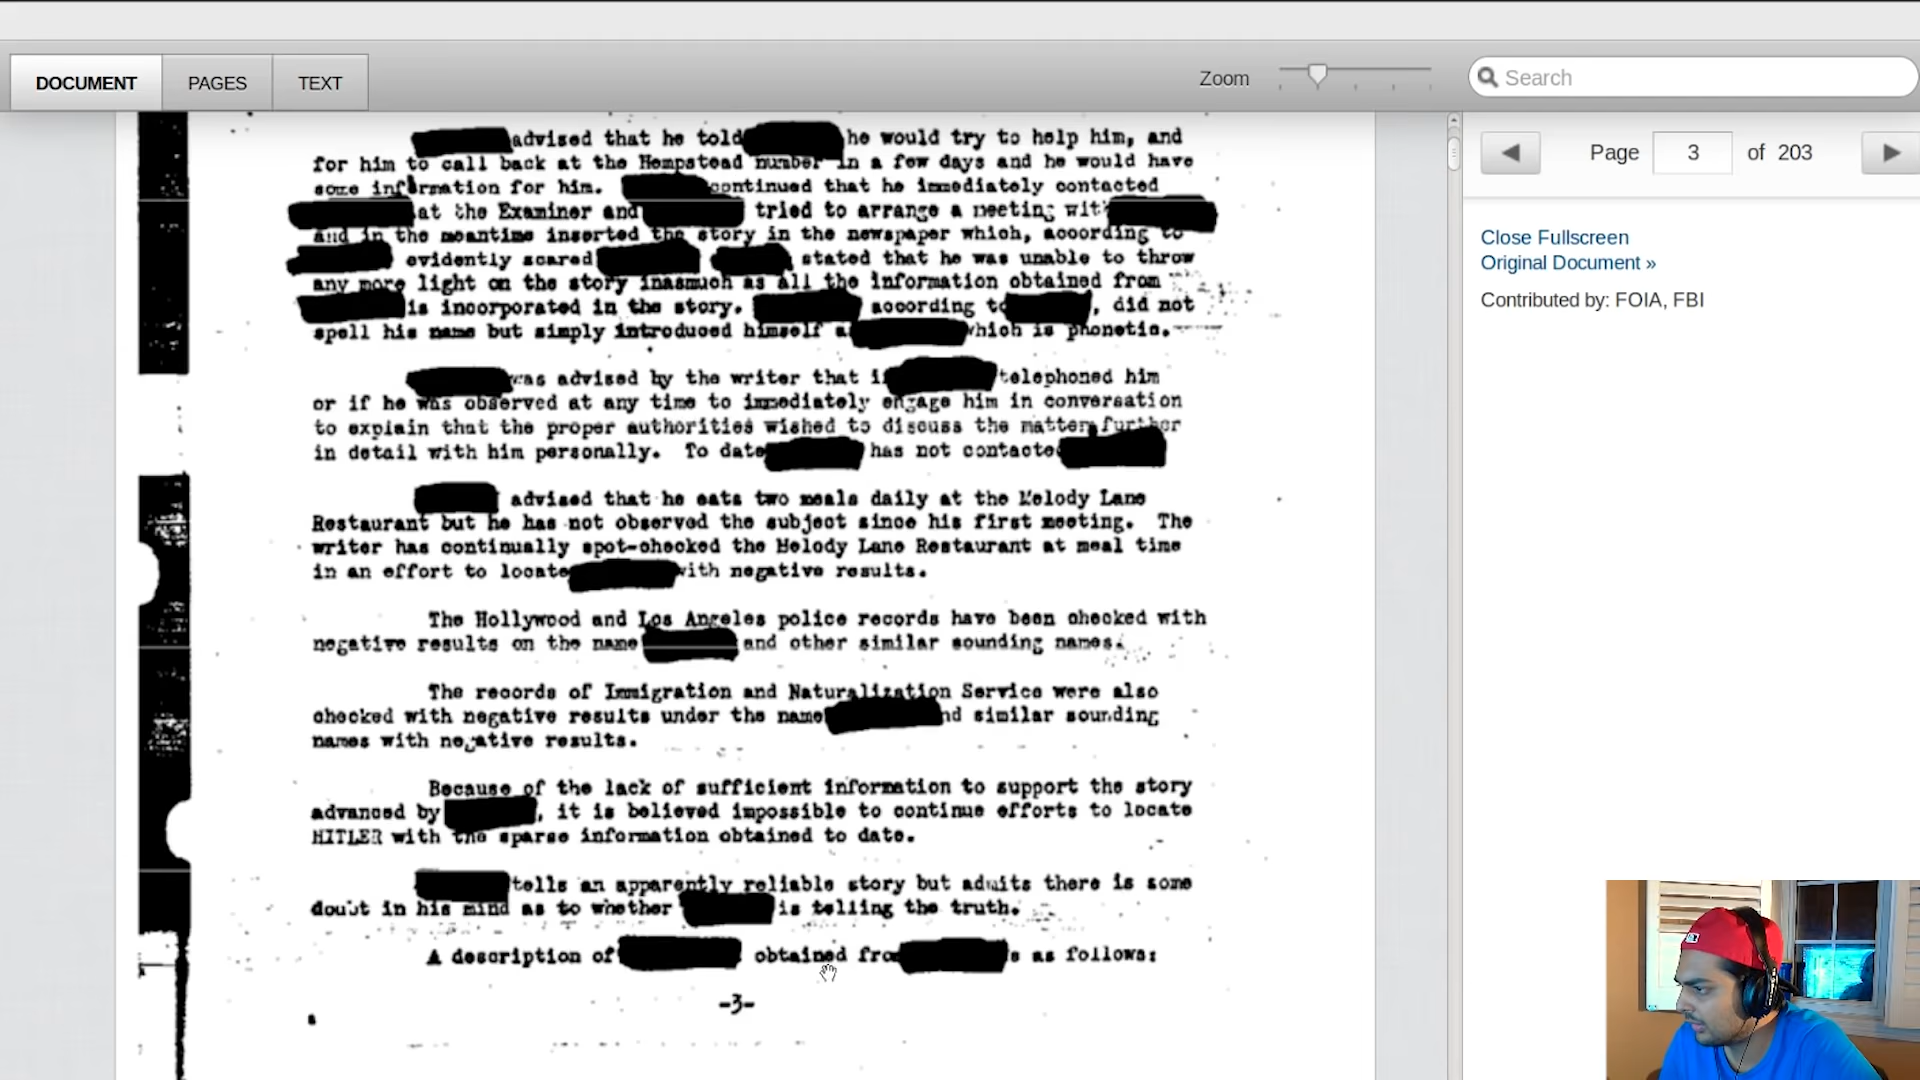 DOCUMENT PAGES TEXT Zoom Search
advised that he told he would try to help him, and
for him to call back at the Hempstead number in a few days and he would have
some information for him. continued that he immediately contacted
at the Examiner and tried to arrange a meeting with
and in the meantime inserted the story in the newspaper which, according to
evidently scared stated that he was unable to throw
any more light on the story inasmuch as all the information obtained from
is incorporated in the story. according to , did not
spell his name but simply introduced himself which is phonetic.
was advised by the writer that telephoned him
or if he was observed at any time to immediately engage him in conversation
to explain that the proper authorities wished to discuss the matter further
in detail with him personally. To date has not contacted
advised that he eats two meals daily at the Melody Lane
Restaurant but he has not observed the subject since his first meeting. The
writer has continually spot-checked the Melody Lane Restaurant at meal time
in an effort to locate with negative results.
The Hollywood and Los Angeles police records have been checked with
negative results on the name and other similar sounding names.
The records of Immigration and Naturalization Service were also
checked with negative results under the name similar sounding
names with negative results.
Because of the lack of sufficient information to support the story
advanced by , it is believed impossible to continue efforts to locate
HITLER with the sparse information obtained to date.
tells an apparently reliable story but admits there is some
doubt in his mind as to whether is telling the truth.
A description of obtained from as follows:
-3-
Page 3 of 203
Close Fullscreen
Original Document »
Contributed by: FOIA, FBI